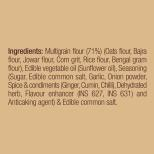 Ingredients: Multigrain flour (71%) (Oats flour, Bajra
flour, Jowar flour, Corn grit, Rice flour, Bengal gram
flour), Edible vegetable oil (Sunflower oil), Seasoning
(Sugar, Edible common salt, Garlic, Onion powder,
Spice & condiments (Ginger, Cumin, Chilli), Dehydrated
herb, Flavour enhancer (INS 627, INS 631) and
Anticaking agent) & Edible common salt.